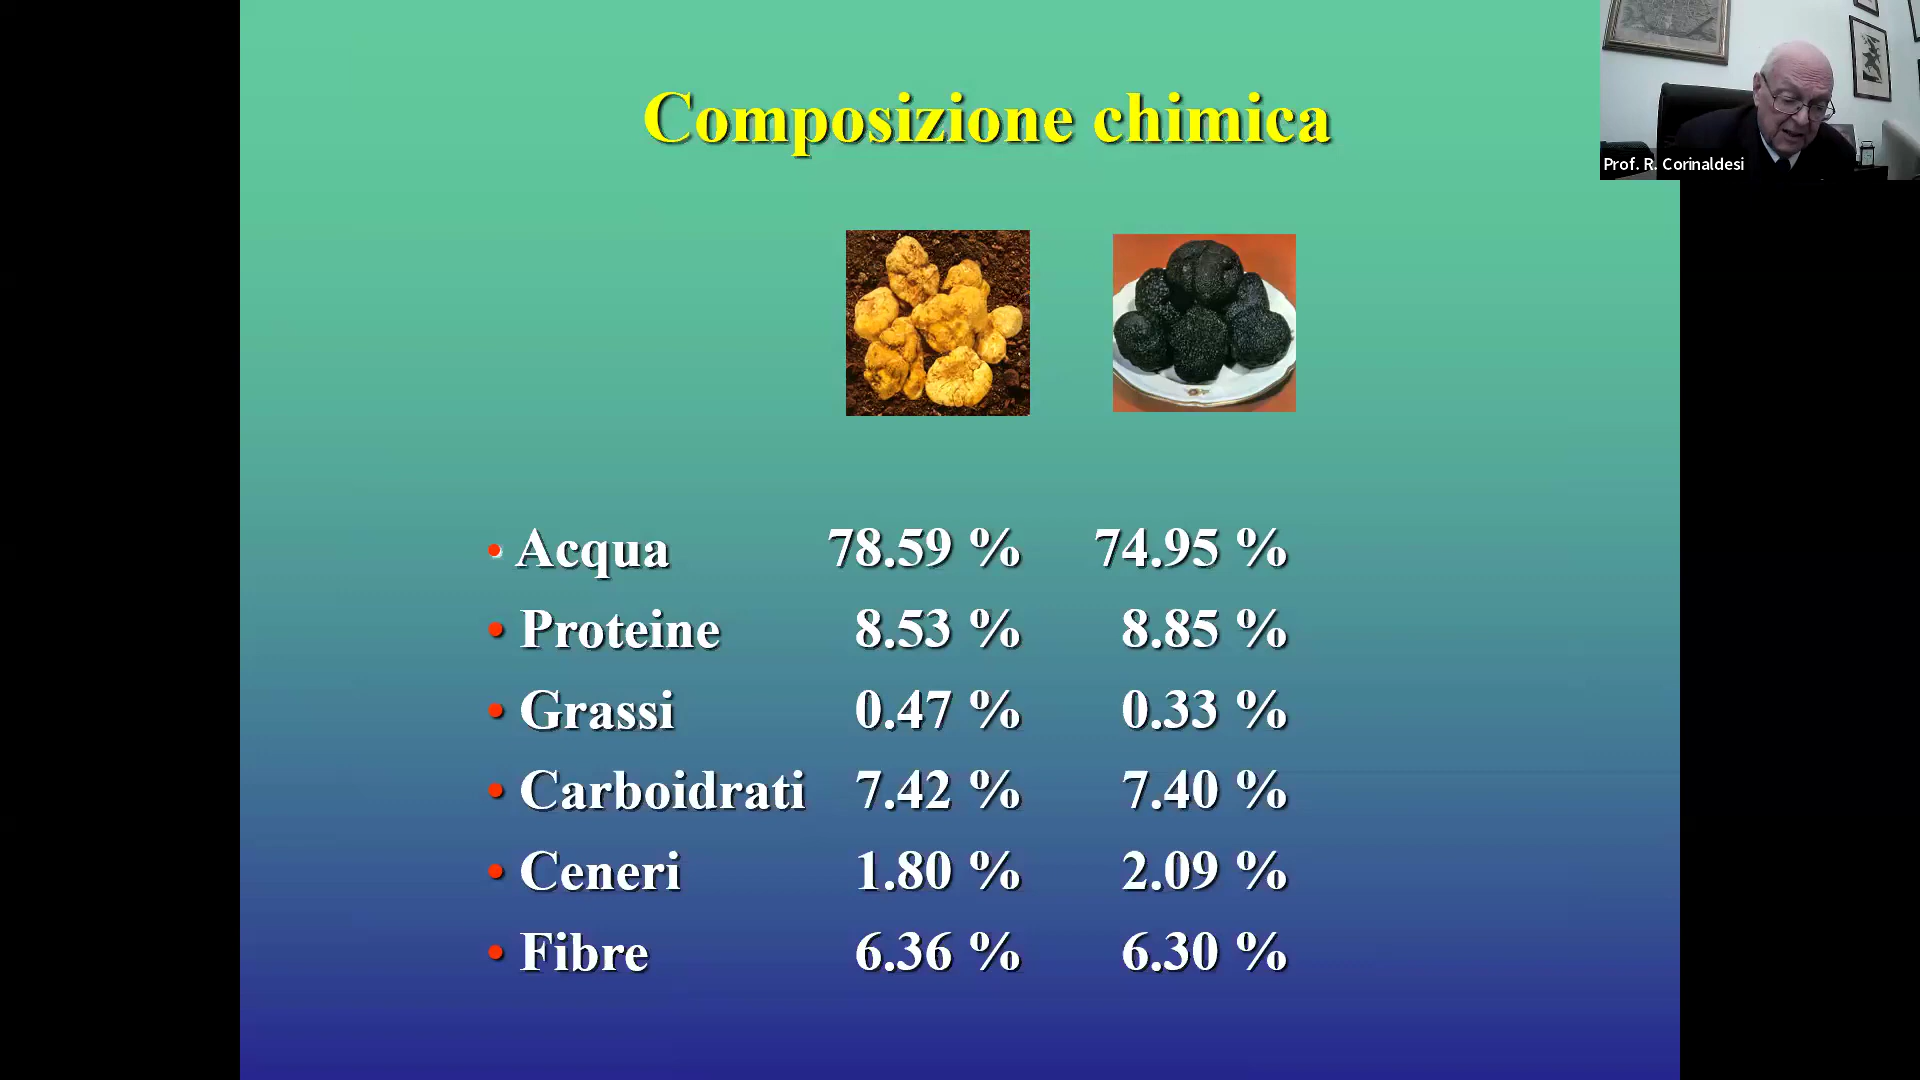 Composizione chimica
Prof. R. Corinaldesi
• Acqua 78.59 % 74.95 %
• Proteine 8.53 % 8.85 %
• Grassi 0.47 % 0.33 %
• Carboidrati 7.42 % 7.40 %
• Ceneri 1.80 % 2.09 %
• Fibre 6.36 % 6.30 %